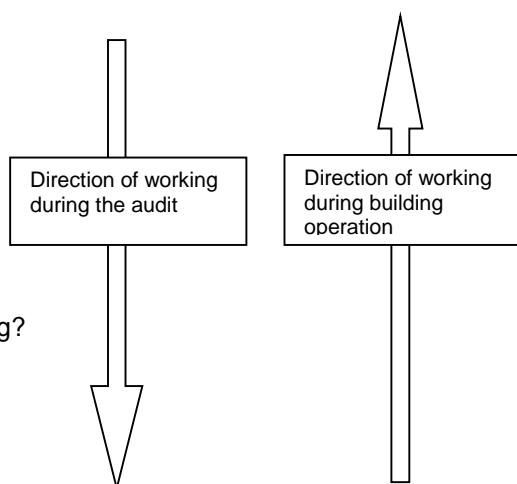 Direction of working
during the audit
Direction of working
during building
operation
g?